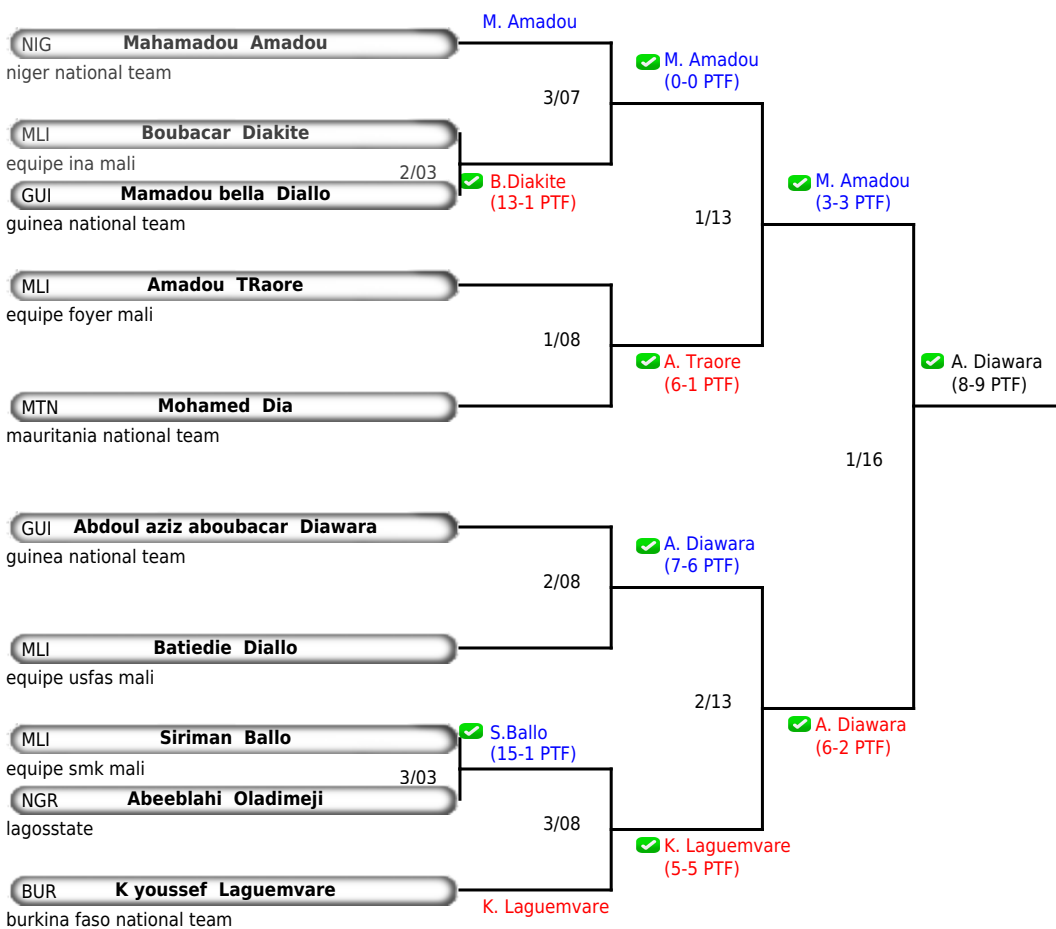 M. Amadou
NIG Mahamadou Amadou
niger national team
M. Amadou
(0-0 PTF)
3/07
MLI Boubacar Diakite
equipe ina mali
2/03
B.Diakite
(13-1 PTF)
GUI Mamadou bella Diallo
guinea national team
M. Amadou
(3-3 PTF)
1/13
MLI Amadou TRaore
equipe foyer mali
1/08
A. Traore
(6-1 PTF)
A. Diawara
(8-9 PTF)
MTN Mohamed Dia
mauritania national team
1/16
GUI Abdoul aziz aboubacar Diawara
guinea national team
A. Diawara
(7-6 PTF)
2/08
MLI Batiedie Diallo
equipe usfas mali
2/13
A. Diawara
(6-2 PTF)
MLI Siriman Ballo
equipe smk mali
S.Ballo
(15-1 PTF)
3/03
NGR Abeeblahi Oladimeji
lagosstate
3/08
K. Laguemvare
(5-5 PTF)
BUR K youssef Laguemvare
burkina faso national team
K. Laguemvare